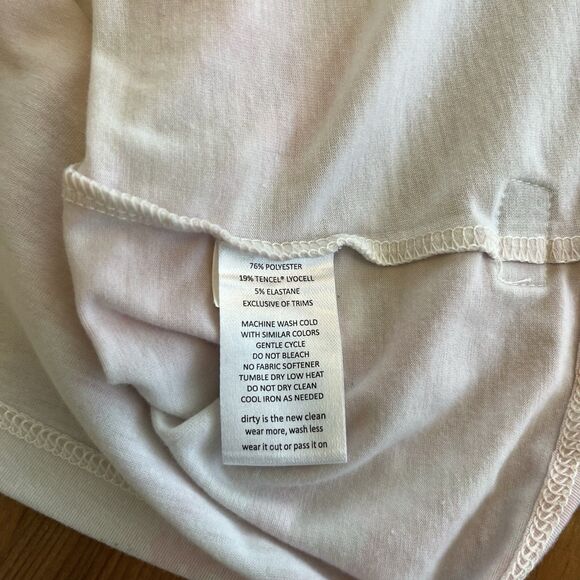 76% POLYESTER
19% TENCEL® LYOCELL
5% ELASTANE
EXCLUSIVE OF TRIMS
MACHINE WASH COLD
WITH SIMILAR COLORS
GENTLE CYCLE
DO NOT BLEACH
NO FABRIC SOFTENER
TUMBLE DRY LOW HEAT
DO NOT DRY CLEAN
COOL IRON AS NEEDED
dirty is the new clean
wear more, wash less
wear it out or pass it on